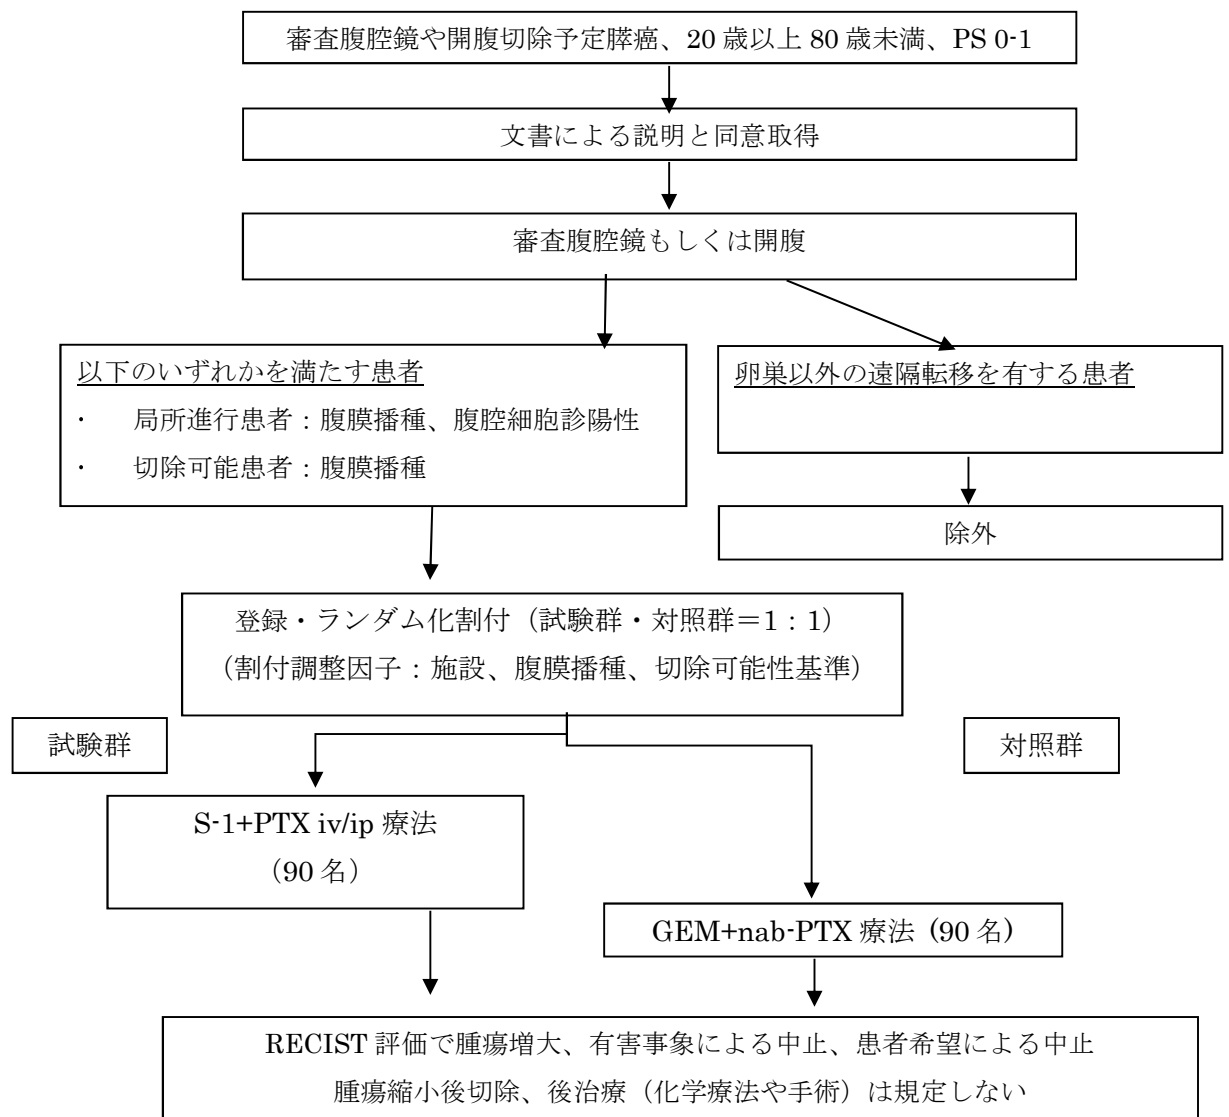 審査腹腔鏡や開腹切除予定膵癌、20 歳以上 80 歳未満、PS 0-1
文書による説明と同意取得
審査腹腔鏡もしくは開腹
以下のいずれかを満たす患者
・ 局所進行患者：腹膜播種、腹腔細胞診陽性
・ 切除可能患者：腹膜播種
卵巣以外の遠隔転移を有する患者
除外
登録・ランダム化割付（試験群・対照群＝1：1）
（割付調整因子：施設、腹膜播種、切除可能性基準）
試験群
対照群
S-1+PTX iv/ip 療法
（90 名）
GEM+nab-PTX 療法 (90 名)
RECIST 評価で腫瘍増大、有害事象による中止、患者希望による中止
腫瘍縮小後切除、後治療（化学療法や手術）は規定しない